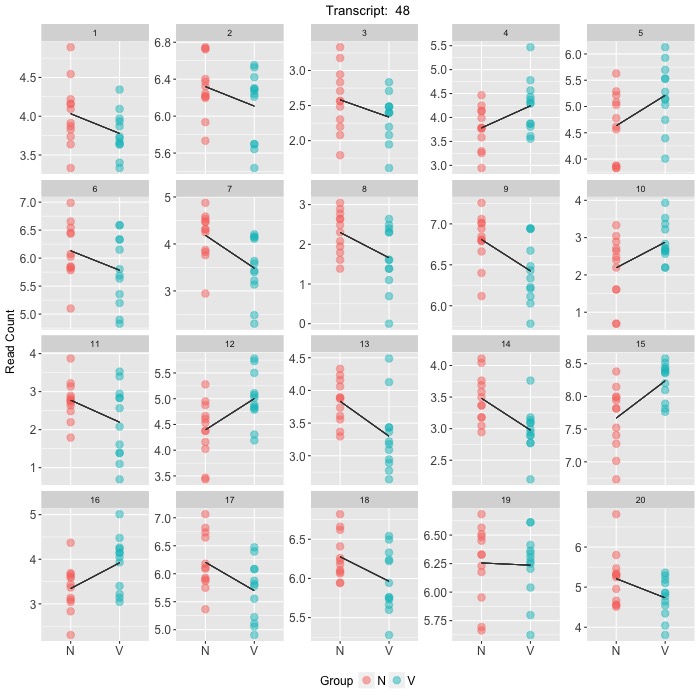 Transcript: 48
1 2 3 4 5
4.5 4.0 3.5
6.8 6.4 6.0 5.6
3.0 2.5 2.0
5.5 5.0 4.5 4.0 3.5 3.0
6.0 5.5 5.0 4.5 4.0
6 7 8 9 10
7.0 6.5 6.0 5.5 5.0
5 4 3
3 2 1 0
7.0 6.5 6.0
4 3 2 1
Read Count
11 12 13 14 15
4 3 2 1
5.5 5.0 4.5 4.0 3.5
4.5 4.0 3.5 3.0
4.0 3.5 3.0 2.5
8.5 8.0 7.5 7.0
16 17 18 19 20
5 4 3
7.0 6.5 6.0 5.5 5.0
6.5 6.0 5.5
6.50 6.25 6.00 5.75
6 5 4
N V N V N V N V N V
Group N V